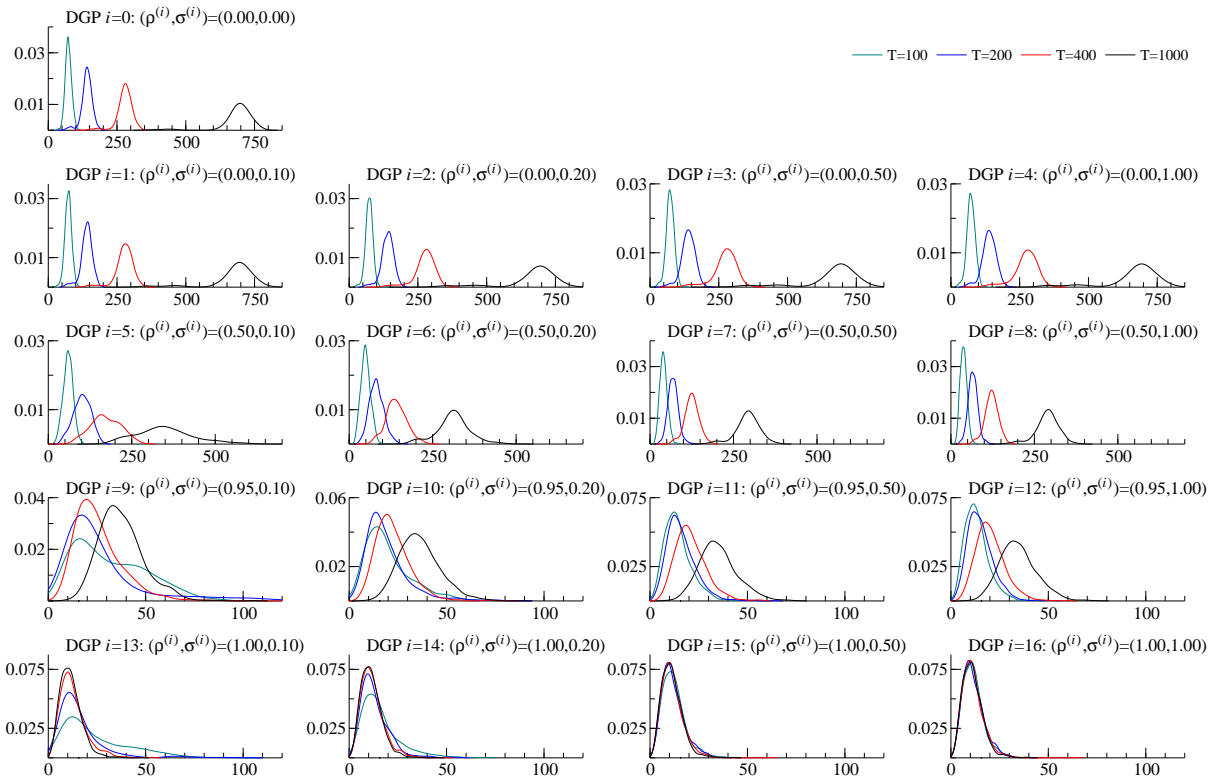 DGP i=0: (ρ(i),σ(i))=(0.00,0.00)
T=100 T=200 T=400 T=1000
0.03
0.01
0 250 500 750
DGP i=1: (ρ(i),σ(i))=(0.00,0.10) DGP i=2: (ρ(i),σ(i))=(0.00,0.20) DGP i=3: (ρ(i),σ(i))=(0.00,0.50) DGP i=4: (ρ(i),σ(i))=(0.00,1.00)
0.03 0.03 0.03 0.03
0.01 0.01 0.01 0.01
0 250 500 750 0 250 500 750 0 250 500 750 0 250 500 750
DGP i=5: (ρ(i),σ(i))=(0.50,0.10) DGP i=6: (ρ(i),σ(i))=(0.50,0.20) DGP i=7: (ρ(i),σ(i))=(0.50,0.50) DGP i=8: (ρ(i),σ(i))=(0.50,1.00)
0.03 0.03 0.03 0.03
0.01 0.01 0.01 0.01
0 250 500 0 250 500 0 250 500 0 250 500
DGP i=9: (ρ(i),σ(i))=(0.95,0.10) DGP i=10: (ρ(i),σ(i))=(0.95,0.20) DGP i=11: (ρ(i),σ(i))=(0.95,0.50) DGP i=12: (ρ(i),σ(i))=(0.95,1.00)
0.04 0.06 0.075 0.075
0.02 0.02 0.025 0.025
0 50 100 0 50 100 0 50 100 0 50 100
DGP i=13: (ρ(i),σ(i))=(1.00,0.10) DGP i=14: (ρ(i),σ(i))=(1.00,0.20) DGP i=15: (ρ(i),σ(i))=(1.00,0.50) DGP i=16: (ρ(i),σ(i))=(1.00,1.00)
0.075 0.075 0.075 0.075
0.025 0.025 0.025 0.025
0 50 100 0 50 100 0 50 100 0 50 100